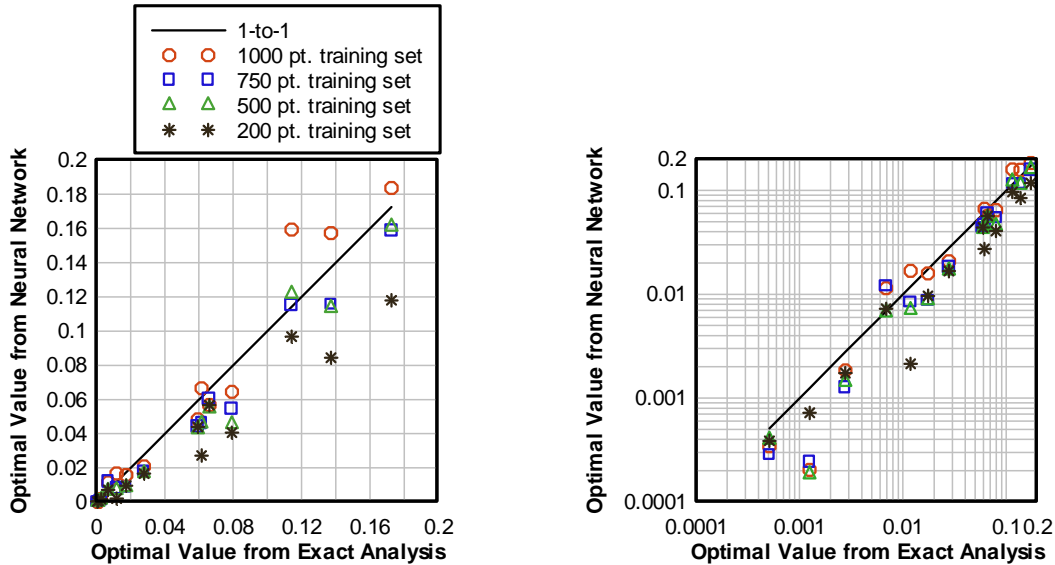 1-to-1
1000 pt. training set
750 pt. training set
500 pt. training set
200 pt. training set
Optimal Value from Neural Network
0.2
0.18
0.16
0.14
0.12
0.1
0.08
0.06
0.04
0.02
0
0 0.04 0.08 0.12 0.16 0.2
Optimal Value from Exact Analysis
Optimal Value from Neural Network
0.2
0.1
0.01
0.001
0.0001
0.0001 0.001 0.01 0.10.2
Optimal Value from Exact Analysis